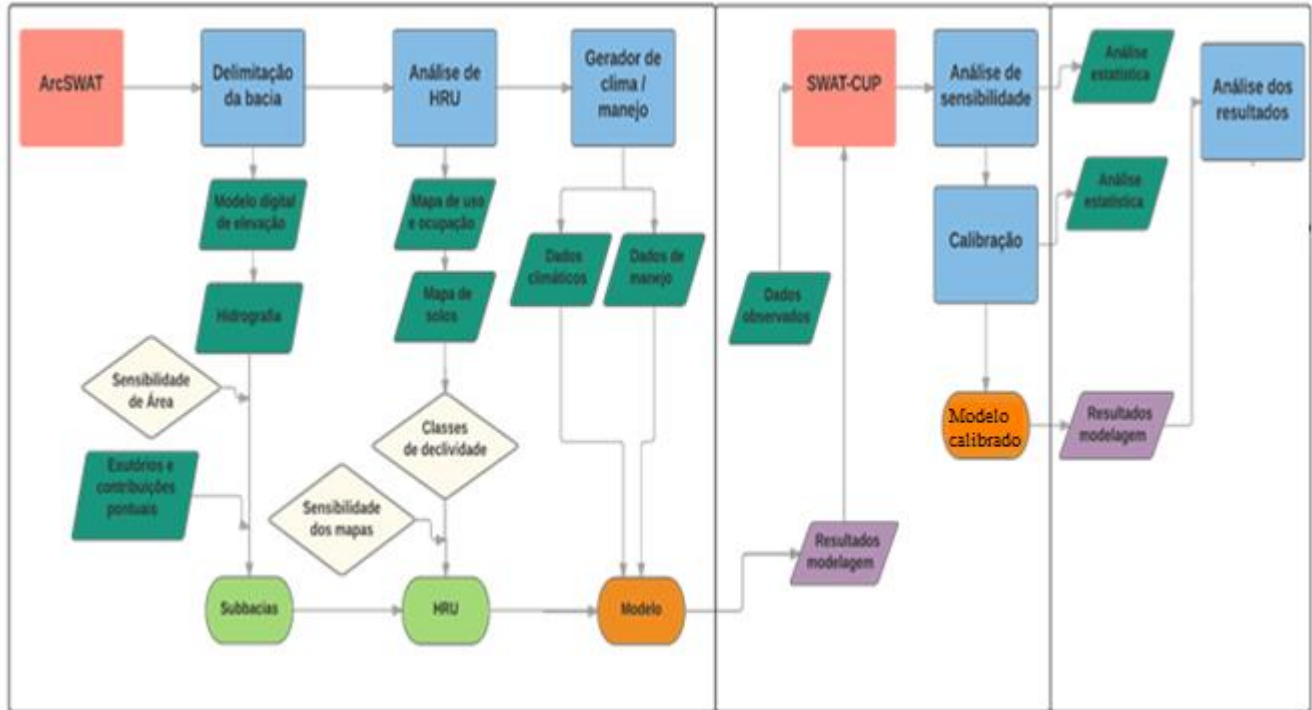 ArcSWAT
Delimitação
da bacia
Análise de
HRU
Gerador de
clima /
manejo
Modelo digital
de elevação
Mapa de uso
e ocupação
Hidrografia
Mapa de
solos
Dados
climáticos
Dados de
manejo
Sensibilidade
de Área
Classes
de declividade
Exutórios e
contribuições
pontuais
Sensibilidade
dos mapas
Subbacias
HRU
Modelo
SWAT-CUP
Análise de
sensibilidade
Análise
estatística
Calibração
Análise
estatística
Dados
observados
Modelo
calibrado
Resultados
modelagem
Análise dos
resultados
Resultados
modelagem